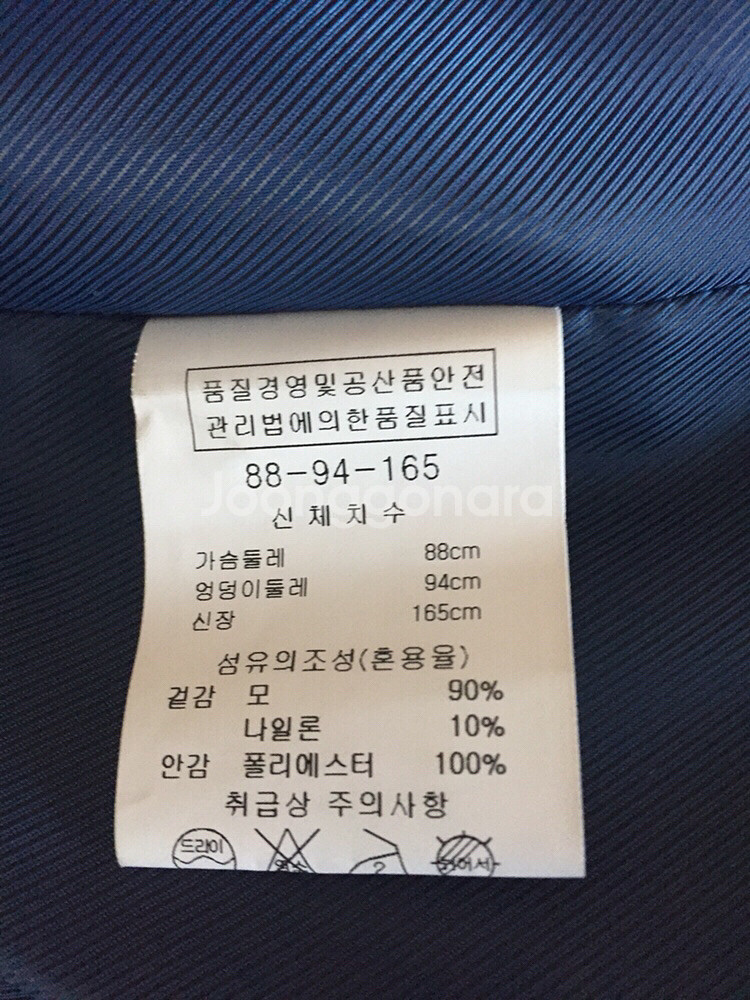 품질경영및공산품안전
관리법에의한품질표시
88-94-165
Joonggonara
신체치수
가슴둘레 88cm
엉덩이둘레 94cm
신장 165cm
섬유의조성(혼용율)
겉감 모 90%
나일론 10%
안감 폴리에스터 100%
취급상 주의사항
드라이